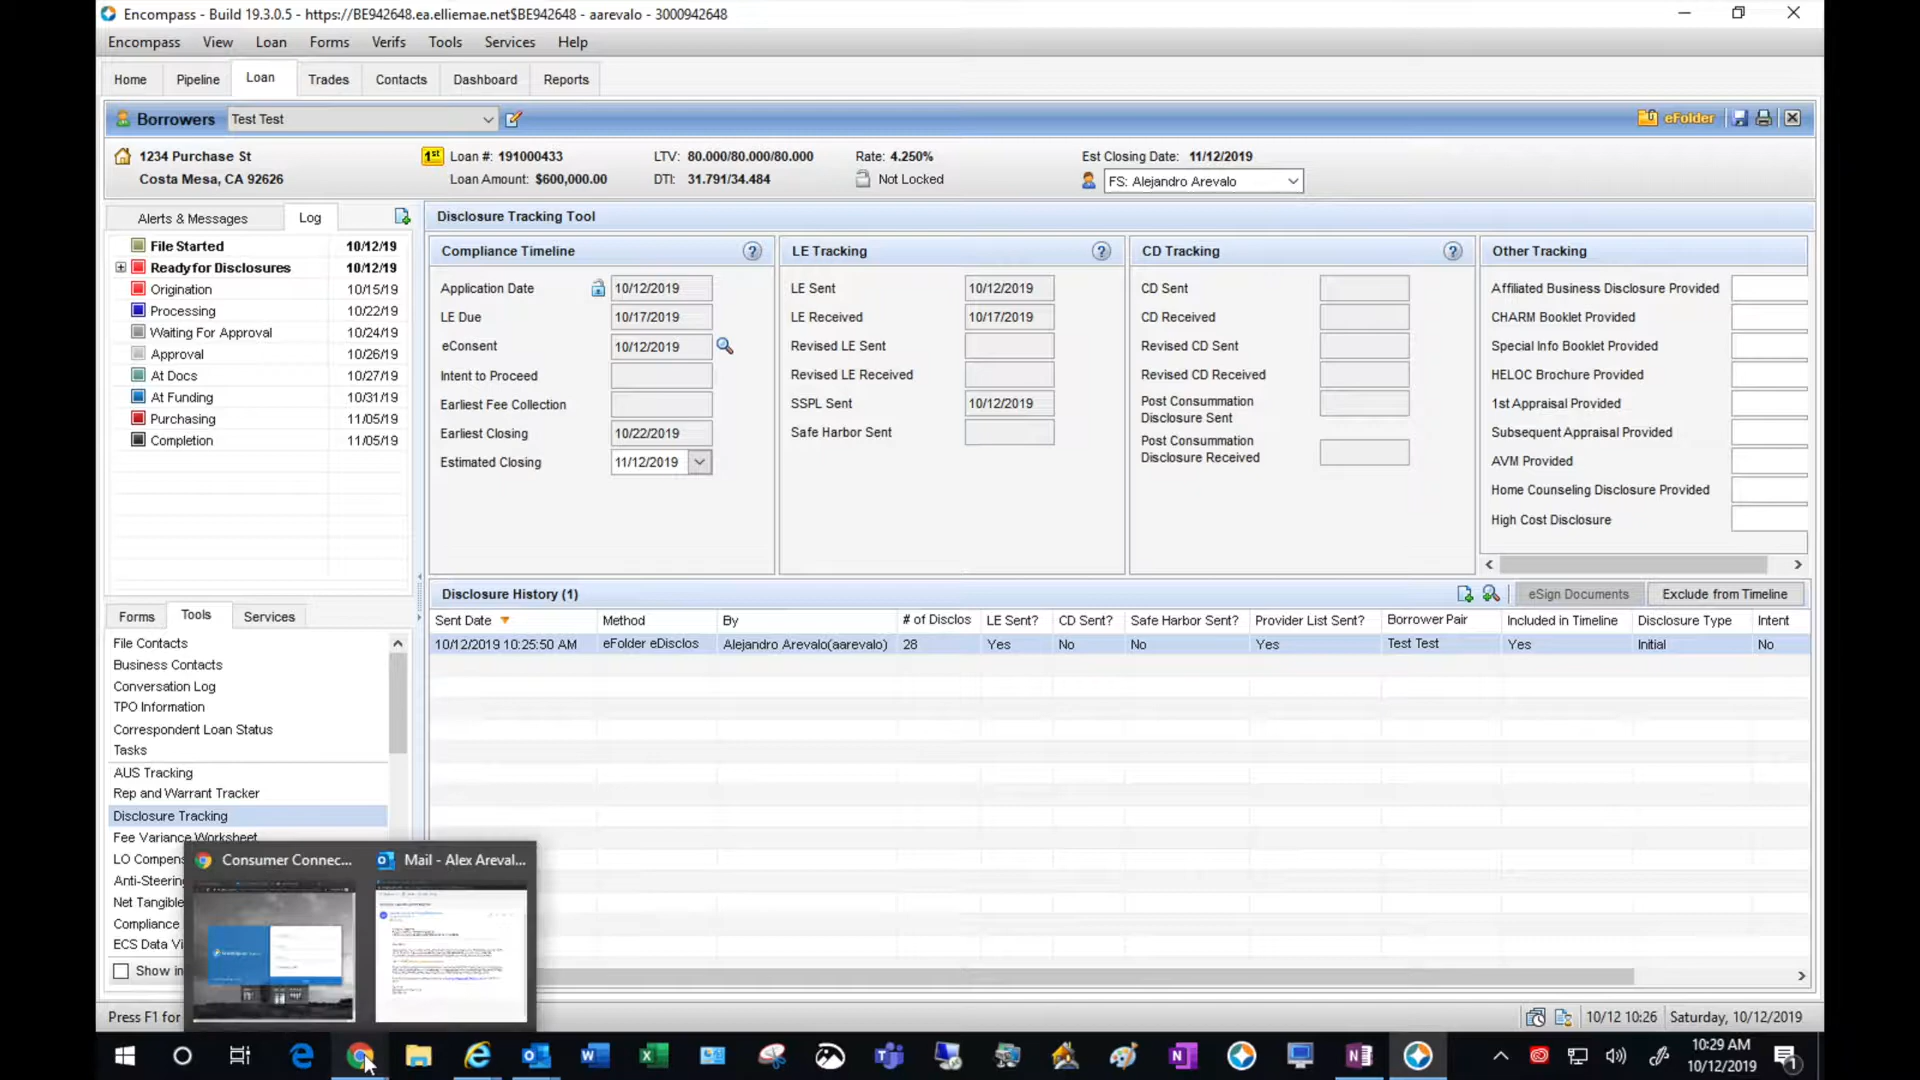 Encompass - Build 19.3.0.5 - https://BE942648.ea.elliemae.net$BE942648 - aarevalo - 3000942648
Encompass View Loan Forms Verifs Tools Services Help
Home Pipeline Loan Trades Contacts Dashboard Reports
Borrowers Test Test eFolder
1234 Purchase St 1st Loan #: 191000433 LTV: 80.000/80.000/80.000 Rate: 4.250% Est Closing Date: 11/12/2019
Costa Mesa, CA 92626 Loan Amount: $600,000.00 DTI: 31.791/34.484 Not Locked FS: Alejandro Arevalo
Alerts & Messages Log
File Started 10/12/19
Ready for Disclosures 10/12/19
Origination 10/15/19
Processing 10/22/19
Waiting For Approval 10/24/19
Approval 10/26/19
At Docs 10/27/19
At Funding 10/31/19
Purchasing 11/05/19
Completion 11/05/19
Disclosure Tracking Tool
Compliance Timeline
Application Date 10/12/2019
LE Due 10/17/2019
eConsent 10/12/2019
Intent to Proceed
Earliest Fee Collection
Earliest Closing 10/22/2019
Estimated Closing 11/12/2019
LE Tracking
LE Sent 10/12/2019
LE Received 10/17/2019
Revised LE Sent
Revised LE Received
SSPL Sent 10/12/2019
Safe Harbor Sent
CD Tracking
CD Sent
CD Received
Revised CD Sent
Revised CD Received
Post Consummation
Disclosure Sent
Post Consummation
Disclosure Received
Other Tracking
Affiliated Business Disclosure Provided
CHARM Booklet Provided
Special Info Booklet Provided
HELOC Brochure Provided
1st Appraisal Provided
Subsequent Appraisal Provided
AVM Provided
Home Counseling Disclosure Provided
High Cost Disclosure
Disclosure History (1) eSign Documents Exclude from Timeline
Sent Date Method By # of Disclos LE Sent? CD Sent? Safe Harbor Sent? Provider List Sent? Borrower Pair Included in Timeline Disclosure Type Intent
10/12/2019 10:25:50 AM eFolder eDisclos Alejandro Arevalo(aarevalo) 28 Yes No No Yes Test Test Yes Initial No
Forms Tools Services
File Contacts
Business Contacts
Conversation Log
TPO Information
Correspondent Loan Status
Tasks
AUS Tracking
Rep and Warrant Tracker
Disclosure Tracking
Fee Variance Worksheet
LO Compens
Anti-Steering
Net Tangible
Compliance
ECS Data Vi
Show in
Consumer Connec... Mail - Alex Areval...
Press F1 for 10/12 10:26 Saturday, 10/12/2019
10:29 AM
10/12/2019
1